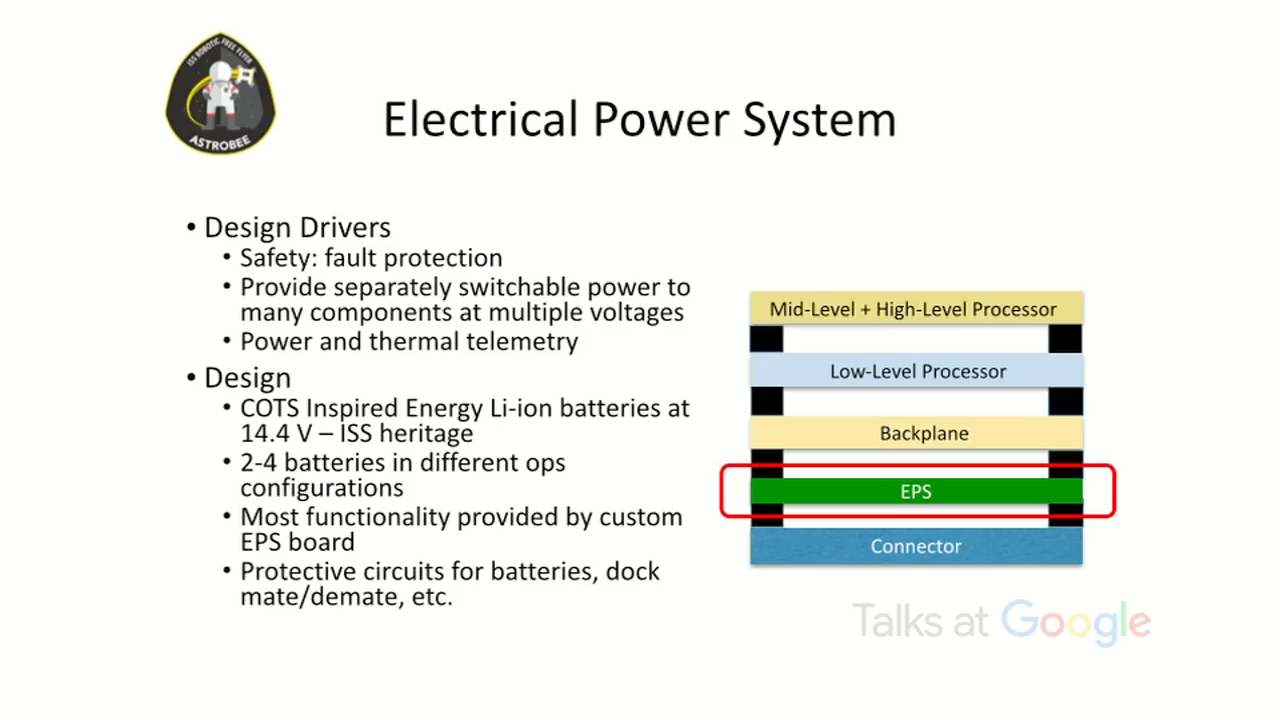 ISS ROBOTIC FREE FLYER
ASTROBEE
Electrical Power System
• Design Drivers
• Safety: fault protection
• Provide separately switchable power to
many components at multiple voltages
• Power and thermal telemetry
• Design
• COTS Inspired Energy Li-ion batteries at
14.4 V – ISS heritage
• 2-4 batteries in different ops
configurations
• Most functionality provided by custom
EPS board
• Protective circuits for batteries, dock
mate/demate, etc.
Mid-Level + High-Level Processor
Low-Level Processor
Backplane
EPS
Connector
Talks at Google